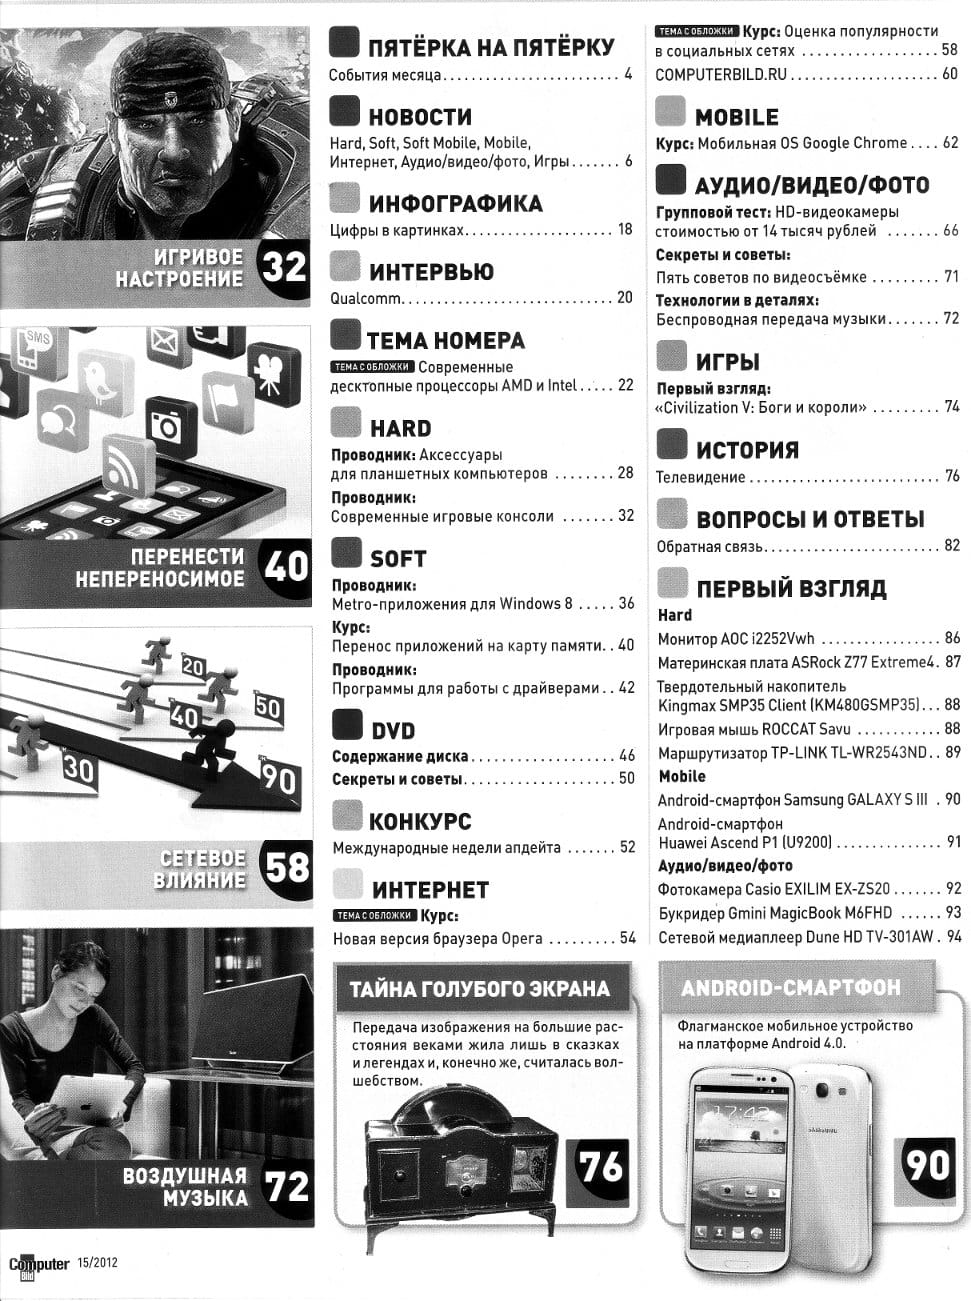 ИГРИВОЕ
НАСТРОЕНИЕ
32
SMS
ПЕРЕНЕСТИ
НЕПЕРЕНОСИМОЕ
40
20
50
40
30
90
СЕТЕВОЕ
ВЛИЯНИЕ
58
ВОЗДУШНАЯ
МУЗЫКА
72
ПЯТЁРКА НА ПЯТЁРКУ
События месяца 4
НОВОСТИ
Hard, Soft, Soft Mobile, Mobile,
Интернет, Аудио/видео/фото, Игры 6
ИНФОГРАФИКА
Цифры в картинках 18
ИНТЕРВЬЮ
Qualcomm 20
ТЕМА НОМЕРА
ТЕМА С ОБЛОЖКИ Современные
десктопные процессоры AMD и Intel 22
HARD
Проводник: Аксессуары
для планшетных компьютеров 28
Проводник:
Современные игровые консоли 32
SOFT
Проводник:
Metro-приложения для Windows 8 36
Курс:
Перенос приложений на карту памяти 40
Проводник:
Программы для работы с драйверами 42
DVD
Содержание диска 46
Секреты и советы 50
КОНКУРС
Международные недели апдейта 52
ИНТЕРНЕТ
ТЕМА С ОБЛОЖКИ Курс:
Новая версия браузера Opera 54
ТЕМА С ОБЛОЖКИ Курс: Оценка популярности
в социальных сетях 58
COMPUTERBILD.RU 60
MOBILE
Курс: Мобильная OS Google Chrome 62
АУДИО/ВИДЕО/ФОТО
Групповой тест: HD-видеокамеры
стоимостью от 14 тысяч рублей 66
Секреты и советы:
Пять советов по видеосъёмке 71
Технологии в деталях:
Беспроводная передача музыки 72
ИГРЫ
Первый взгляд:
«Civilization V: Боги и короли» 74
ИСТОРИЯ
Телевидение 76
ВОПРОСЫ И ОТВЕТЫ
Обратная связь 82
ПЕРВЫЙ ВЗГЛЯД
Hard
Монитор AOC i2252Vwh 86
Материнская плата ASRock Z77 Extreme4 87
Твердотельный накопитель
Kingmax SMP35 Client (KM480GSMP35) 88
Игровая мышь ROCCAT Savu 88
Маршрутизатор TP-LINK TL-WR2543ND 89
Mobile
Android-смартфон Samsung GALAXY S III 90
Android-смартфон
Huawei Ascend P1 (U9200) 91
Аудио/видео/фото
Фотокамера Casio EXILIM EX-ZS20 92
Букридер Gmini MagicBook M6FHD 93
Сетевой медиаплеер Dune HD TV-301AW 94
ТАЙНА ГОЛУБОГО ЭКРАНА
Передача изображения на большие рас-
стояния веками жила лишь в сказках
и легендах и, конечно же, считалась вол-
шебством.
76
ANDROID-СМАРТФОН
Флагманское мобильное устройство
на платформе Android 4.0.
17:42
SAMSUNG
90
Computer
Bild
15/2012